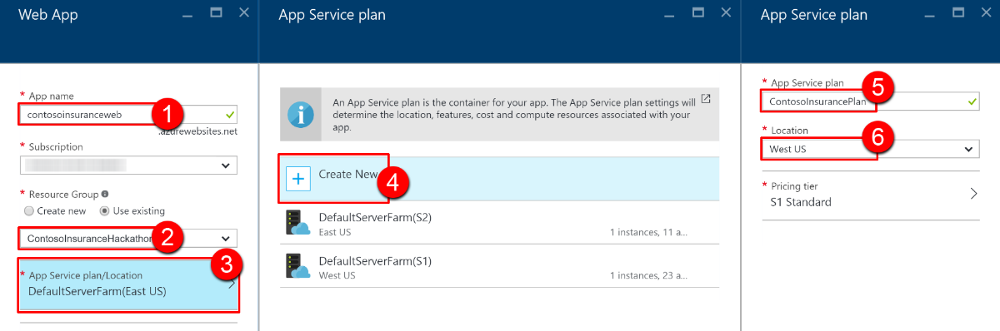 Web App
* App name
contosoinsuranceweb
1
.azurewebsites.net
* Subscription
* Resource Group
Create new Use existing
ContosoInsuranceHackathon
2
3
* App Service plan/Location
DefaultServerFarm(East US)
App Service plan
An App Service plan is the container for your app. The App Service plan settings will
determine the location, features, cost and compute resources associated with your
app.
Create New
4
DefaultServerFarm(S2)
East US 1 instances, 11 a...
DefaultServerFarm(S1)
West US 1 instances, 23 a...
App Service plan
* App Service plan
5
ContosoInsurancePlan
* Location
6
West US
* Pricing tier
S1 Standard